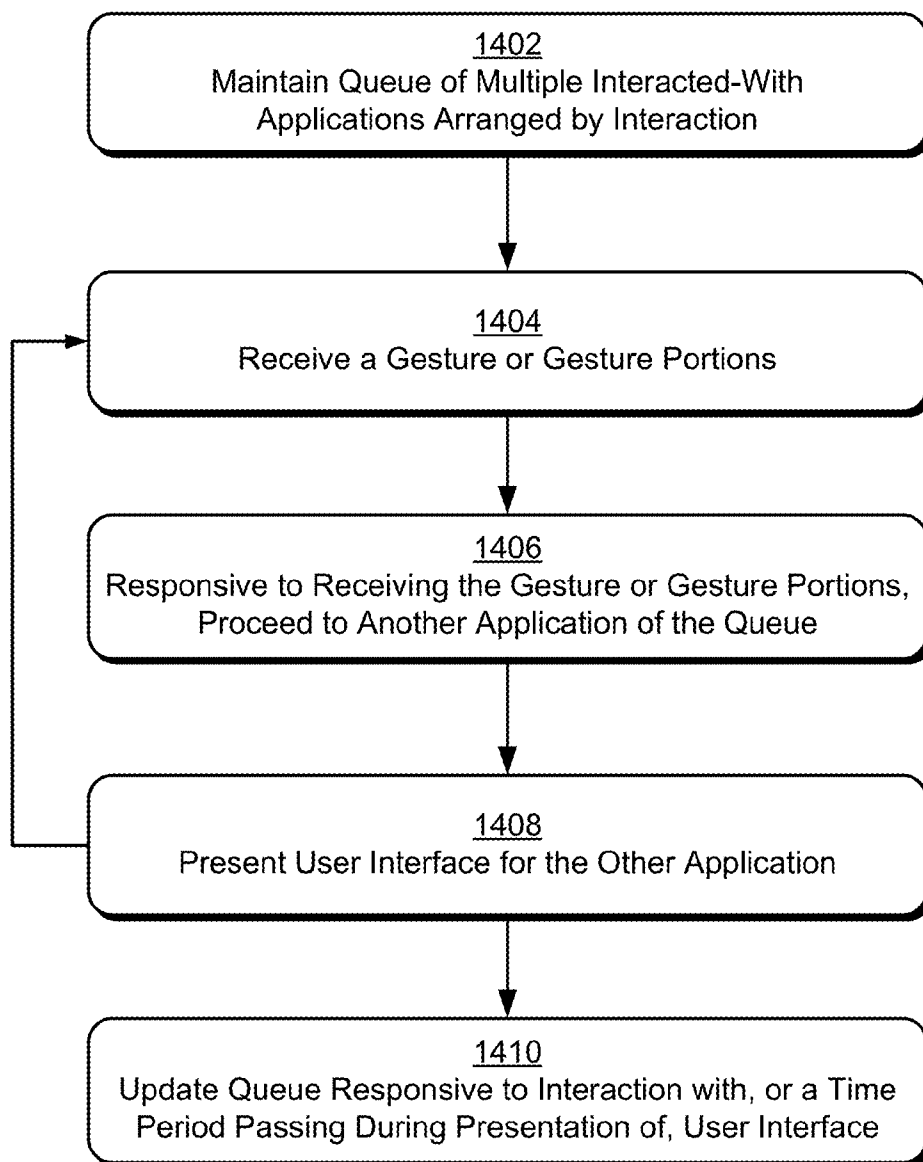 1402
Maintain Queue of Multiple Interacted-With
Applications Arranged by Interaction
1404
Receive a Gesture or Gesture Portions
1406
Responsive to Receiving the Gesture or Gesture Portions,
Proceed to Another Application of the Queue
1408
Present User Interface for the Other Application
1410
Update Queue Responsive to Interaction with, or a Time
Period Passing During Presentation of, User Interface